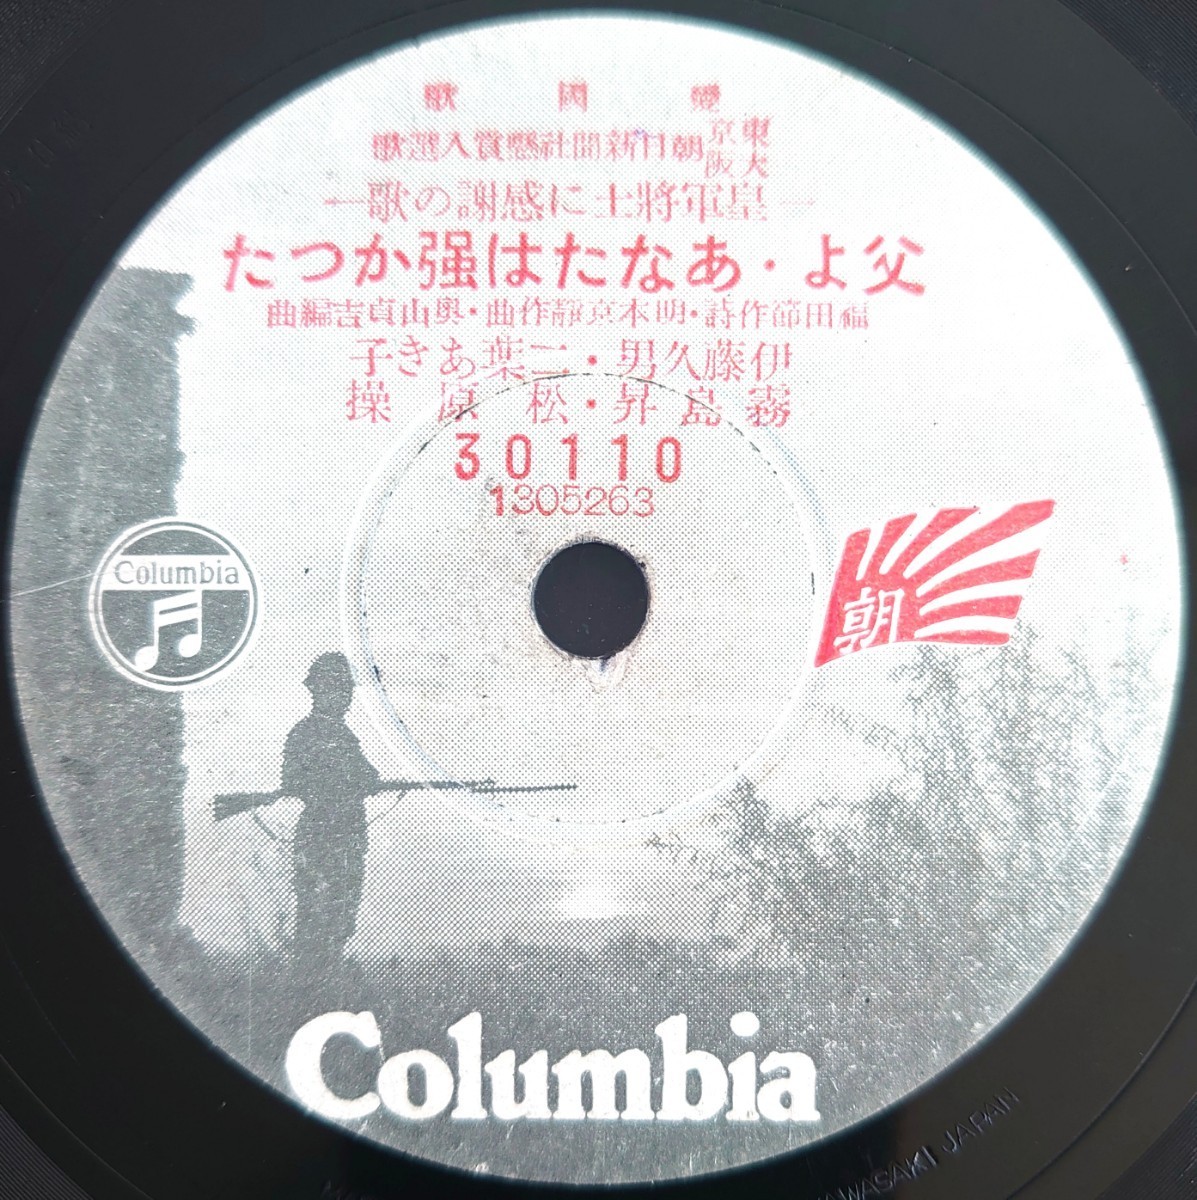 愛國歌
東京大阪朝日新聞社懸賞入選歌
―皇軍將士に感謝の歌―
父よ・あなたは强かつた
福田節作詩・明本京靜作曲・奥山貞吉編曲
伊藤久男・二葉あき子
霧島昇・松原操
30110
1305263
Columbia
朝
Columbia
KAWASAKI JAPAN